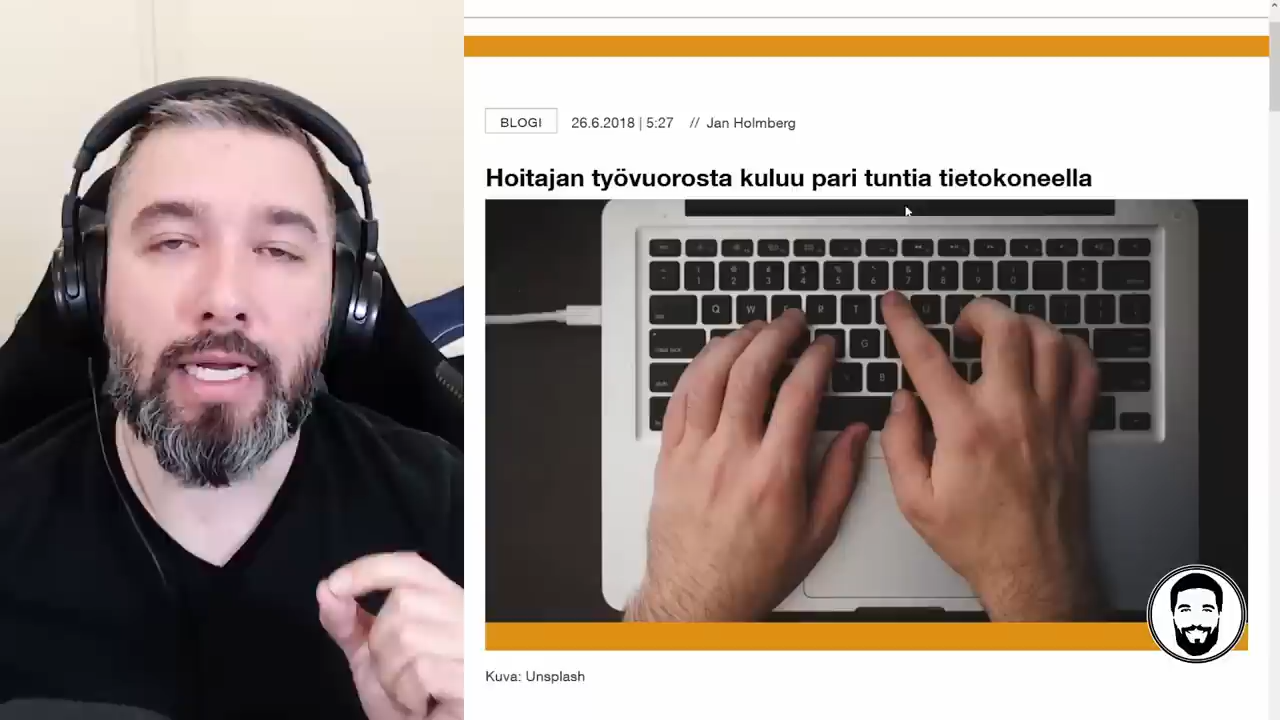 BLOGI 26.6.2018 | 5:27 // Jan Holmberg
Hoitajan työvuorosta kuluu pari tuntia tietokoneella
Kuva: Unsplash